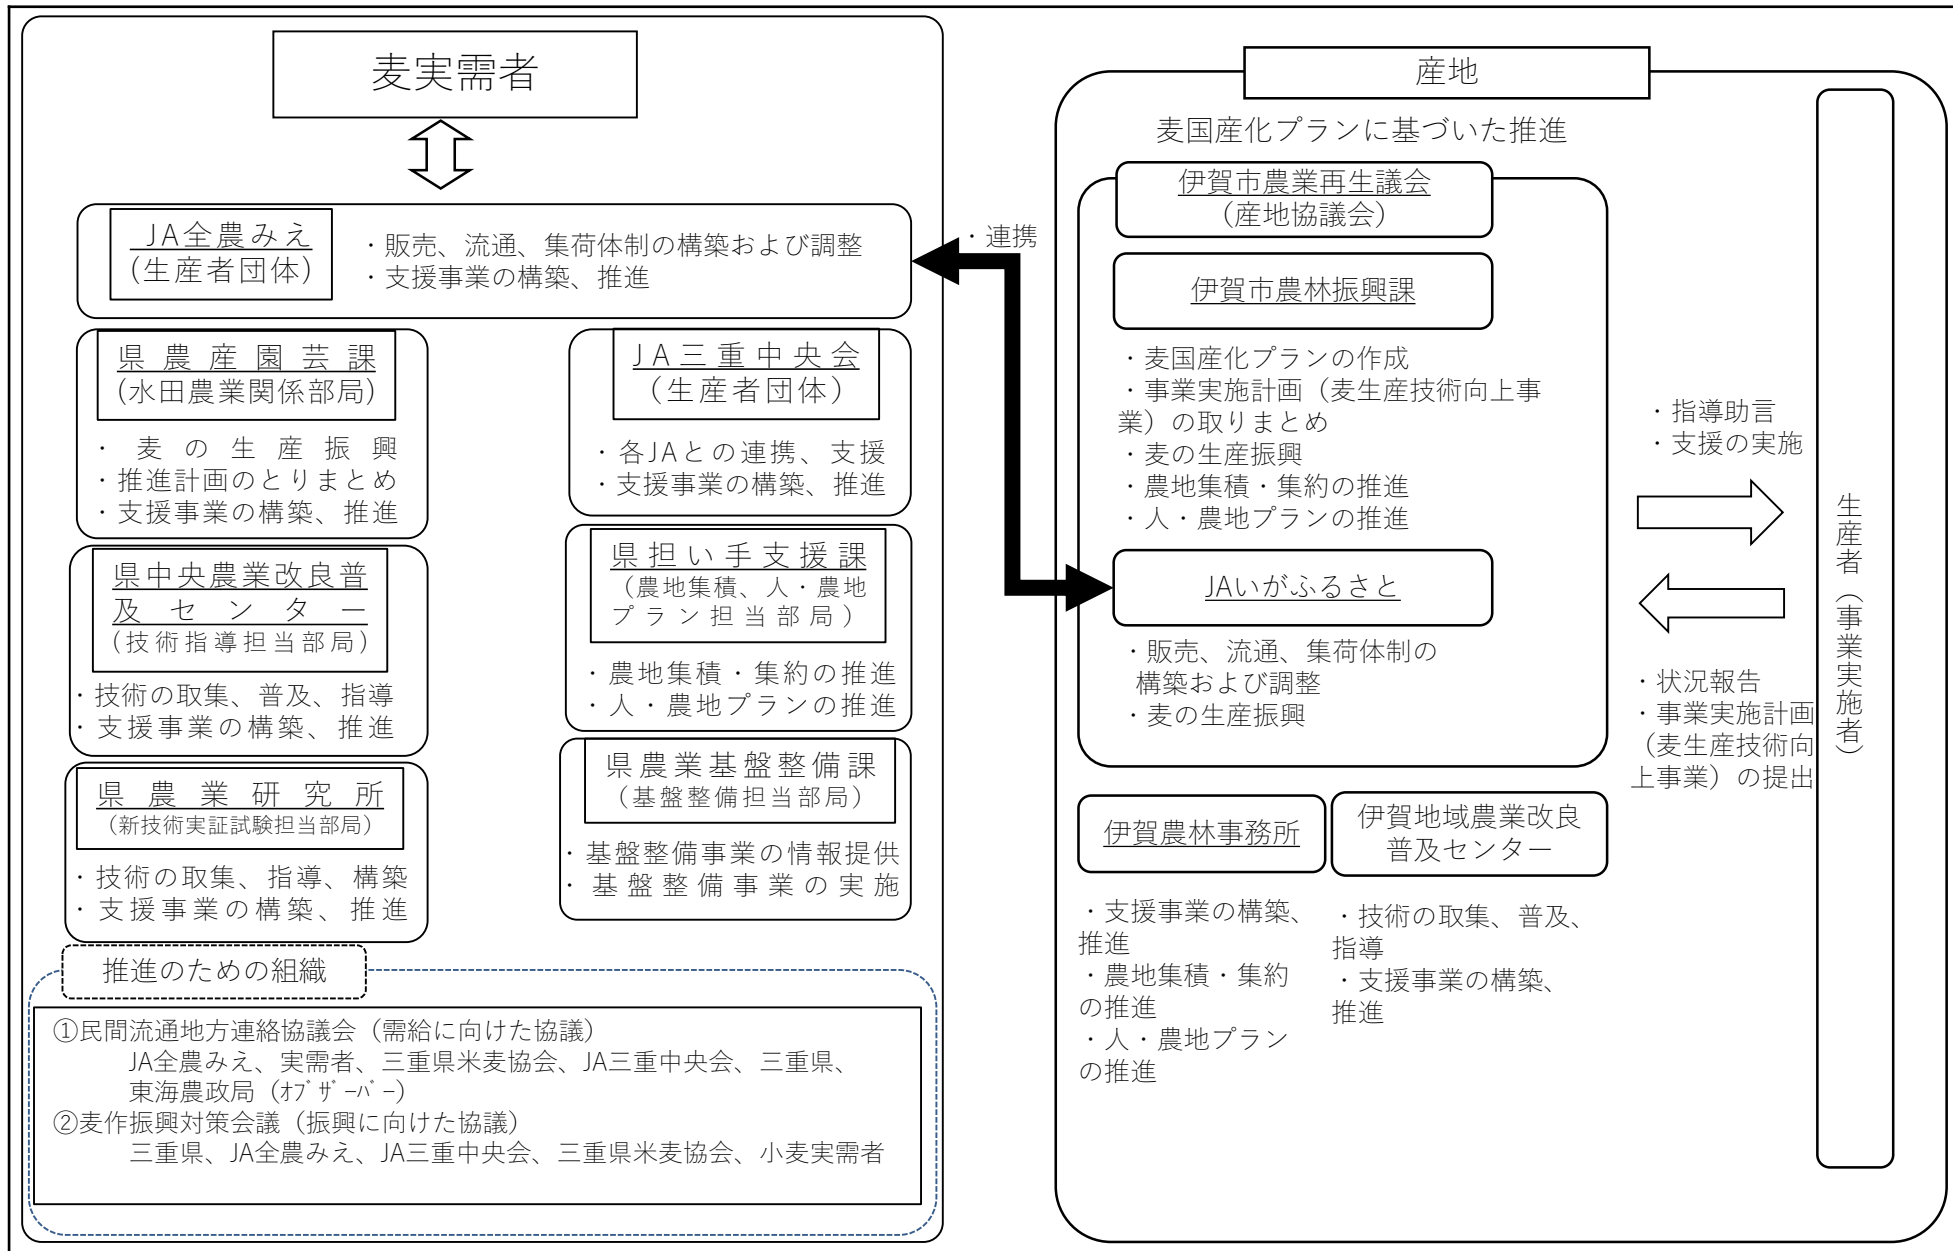 麦実需者
JA全農みえ
(生産者団体)
・販売、流通、集荷体制の構築および調整
・支援事業の構築、推進
県農産園芸課
(水田農業関係部局)
・麦の生産振興
・推進計画のとりまとめ
・支援事業の構築、推進
JA三重中央会
(生産者団体)
・各JAとの連携、支援
・支援事業の構築、推進
県中央農業改良普
及センター
(技術指導担当部局)
・技術の取集、普及、指導
・支援事業の構築、推進
県担い手支援課
(農地集積、人・農地
プラン担当部局)
・農地集積・集約の推進
・人・農地プランの推進
県農業研究所
(新技術実証試験担当部局)
・技術の取集、指導、構築
・支援事業の構築、推進
県農業基盤整備課
(基盤整備担当部局)
・基盤整備事業の情報提供
・基盤整備事業の実施
推進のための組織
①民間流通地方連絡協議会（需給に向けた協議）
JA全農みえ、実需者、三重県米麦協会、JA三重中央会、三重県、
東海農政局（ｵﾌﾞｻﾞｰﾊﾞｰ）
②麦作振興対策会議（振興に向けた協議）
三重県、JA全農みえ、JA三重中央会、三重県米麦協会、小麦実需者
・連携
産地
麦国産化プランに基づいた推進
伊賀市農業再生議会
（産地協議会）
伊賀市農林振興課
・麦国産化プランの作成
・事業実施計画（麦生産技術向上事
業）の取りまとめ
・麦の生産振興
・農地集積・集約の推進
・人・農地プランの推進
JAいがふるさと
・販売、流通、集荷体制の
構築および調整
・麦の生産振興
伊賀農林事務所
・支援事業の構築、
推進
・農地集積・集約
の推進
・人・農地プラン
の推進
伊賀地域農業改良
普及センター
・技術の取集、普及、
指導
・支援事業の構築、
推進
・指導助言
・支援の実施
・状況報告
・事業実施計画
（麦生産技術向
上事業）の提出
生産者（事業実施者）